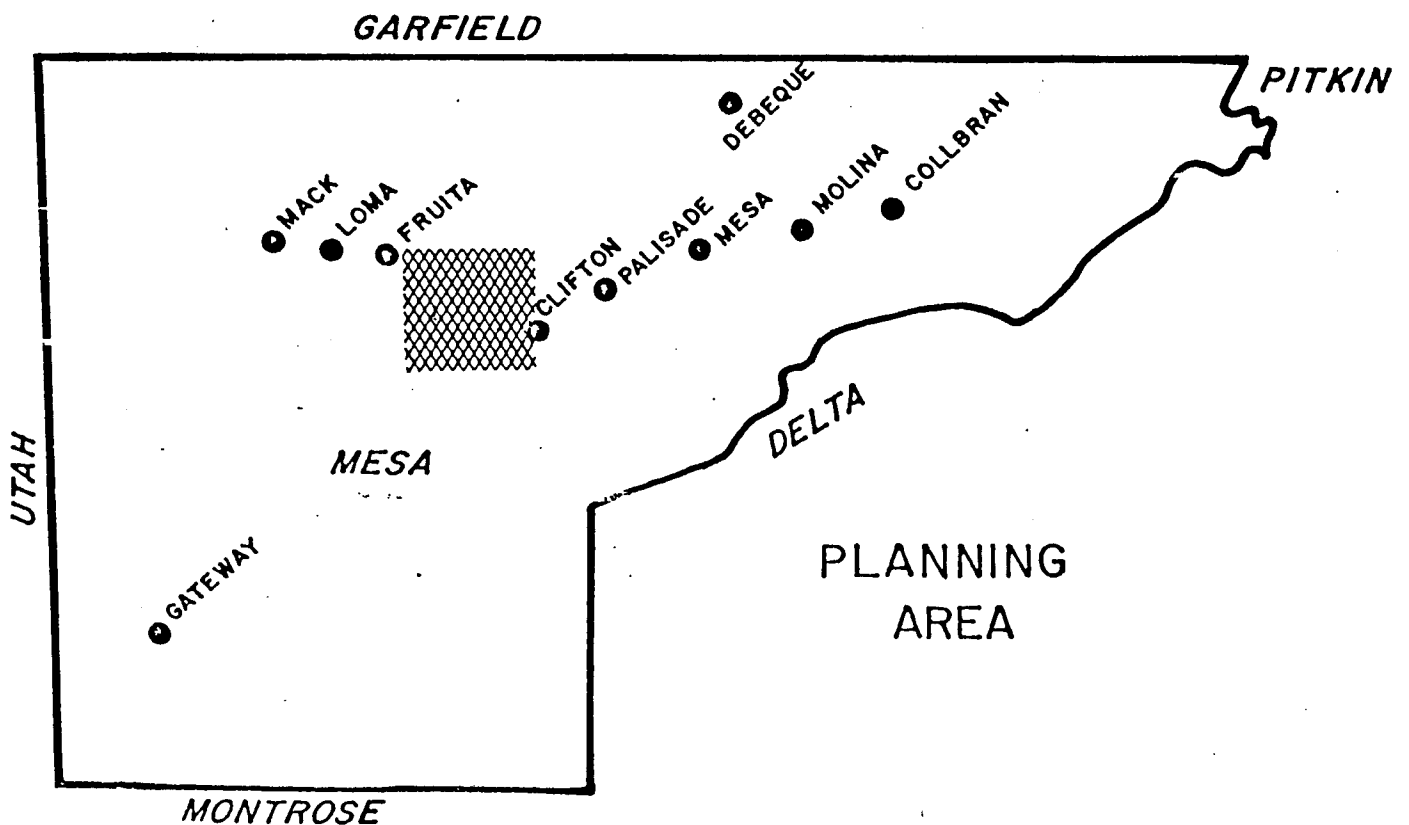 GARFIELD
PITKIN
DEBEQUE
COLLBRAN
MOLINA
MACK
LOMA
FRUITA
MESA
PALISADE
CLIFTON
DELTA
UTAH
MESA
GATEWAY
PLANNING
AREA
MONTROSE